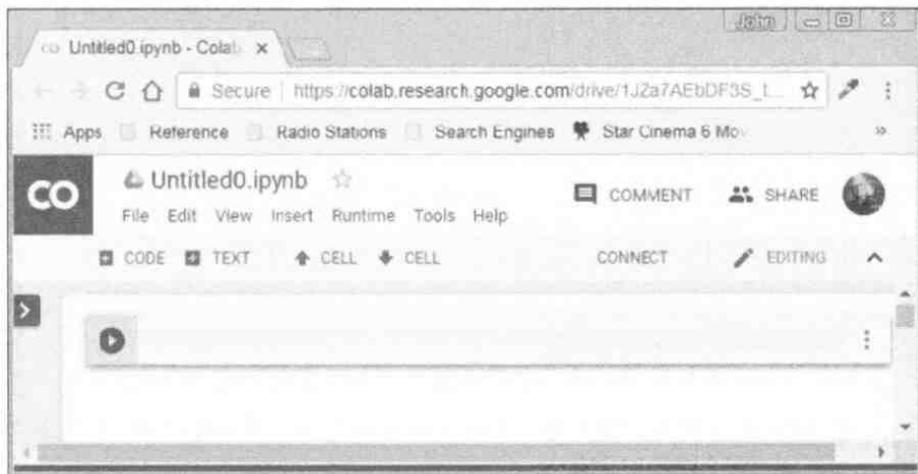 John
Untitled0.ipynb - Colab
Secure https://colab.research.google.com/drive/1JZa7AEbDF3S_t...
Apps Reference Radio Stations Search Engines Star Cinema 6 Mov
CO Untitled0.ipynb COMMENT SHARE
File Edit View Insert Runtime Tools Help
CODE TEXT CELL CELL CONNECT EDITING